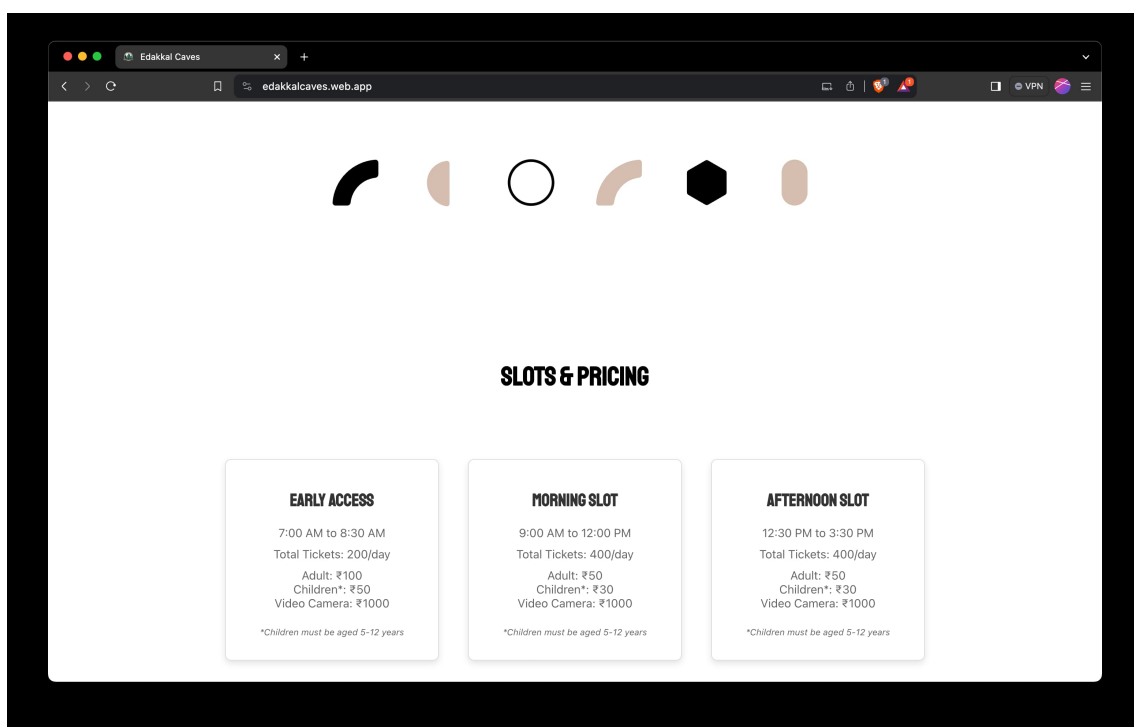 Edakkal Caves
edakkalcaves.web.app
1
1
VPN
SLOTS & PRICING
EARLY ACCESS
7:00 AM to 8:30 AM
Total Tickets: 200/day
Adult: ₹100
Children*: ₹50
Video Camera: ₹1000
*Children must be aged 5-12 years
MORNING SLOT
9:00 AM to 12:00 PM
Total Tickets: 400/day
Adult: ₹50
Children*: ₹30
Video Camera: ₹1000
*Children must be aged 5-12 years
AFTERNOON SLOT
12:30 PM to 3:30 PM
Total Tickets: 400/day
Adult: ₹50
Children*: ₹30
Video Camera: ₹1000
*Children must be aged 5-12 years